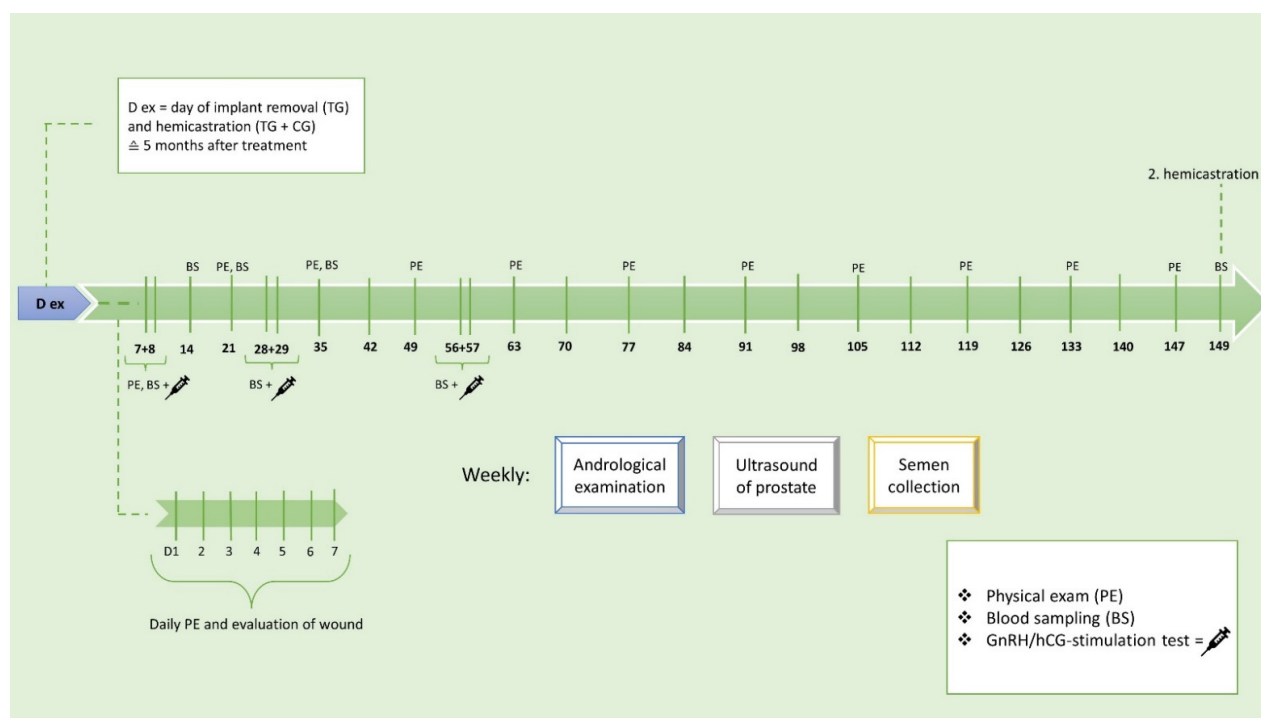 D ex = day of implant removal (TG)
and hemicastration (TG + CG)
≙ 5 months after treatment
2. hemicastration
BS PE, BS PE, BS PE PE PE PE PE PE PE PE BS
D ex
7+8 14 21 28+29 35 42 49 56+57 63 70 77 84 91 98 105 112 119 126 133 140 147 149
PE, BS + BS + BS +
Weekly:
Andrological
examination
Ultrasound
of prostate
Semen
collection
D1 2 3 4 5 6 7
Daily PE and evaluation of wound
❖ Physical exam (PE)
❖ Blood sampling (BS)
❖ GnRH/hCG-stimulation test =